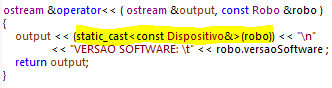 ostream &operator<< ( ostream &output, const Robo &robo )
{
output << (static_cast<const Dispositivo&>(robo)) << "\n"
<< "VERSAO SOFTWARE: \t" << robo.versaoSoftware ;
return output;
}